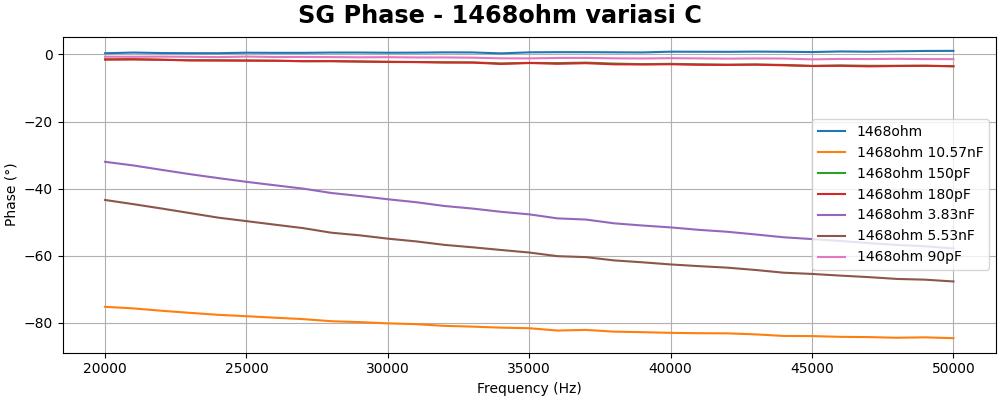 SG Phase - 1468ohm variasi C
Phase (°)
0
−20
−40
−60
−80
1468ohm
1468ohm 10.57nF
1468ohm 150pF
1468ohm 180pF
1468ohm 3.83nF
1468ohm 5.53nF
1468ohm 90pF
20000 25000 30000 35000 40000 45000 50000
Frequency (Hz)